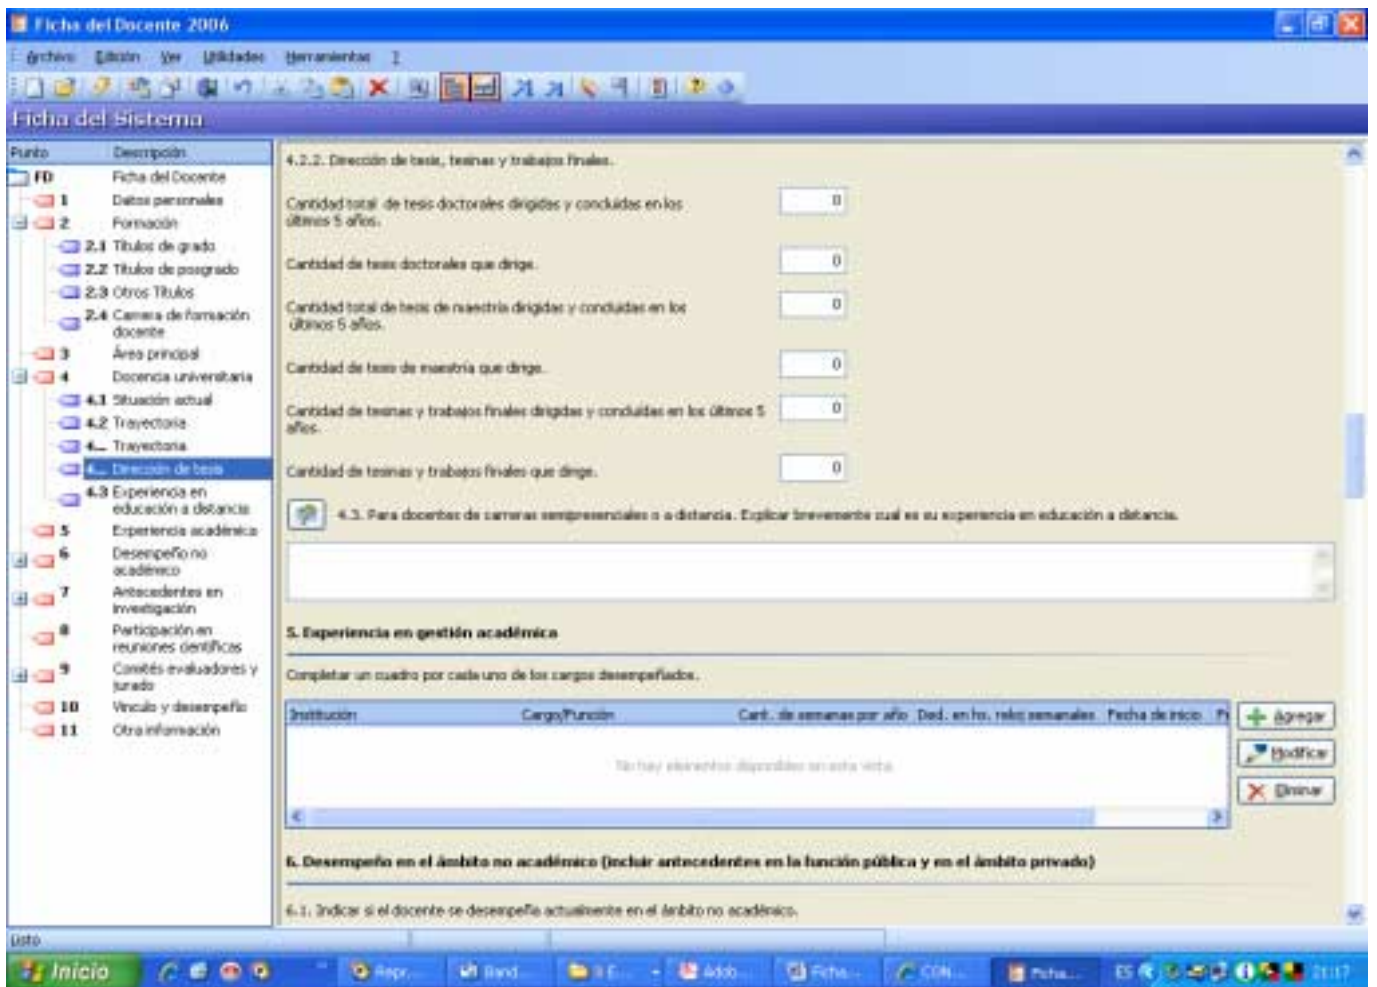 Ficha del Docente 2006
Archivo Edición Ver Utilidades Herramientas ?
Ficha del Sistema
Punto Descripción
FD Ficha del Docente
1 Datos personales
2 Formación
2.1 Títulos de grado
2.2 Títulos de posgrado
2.3 Otros Títulos
2.4 Carrera de formación
docente
3 Área principal
4 Docencia universitaria
4.1 Situación actual
4.2 Trayectoria
4... Trayectoria
4... Dirección de tesis
4.3 Experiencia en
educación a distancia
5 Experiencia académica
6 Desempeño no
académico
7 Antecedentes en
investigación
8 Participación en
reuniones científicas
9 Comités evaluadores y
jurado
10 Vinculo y desempeño
11 Otra información
4.2.2. Dirección de tesis, tesinas y trabajos finales.
Cantidad total de tesis doctorales dirigidas y concluidas en los
últimos 5 años.
0
Cantidad de tesis doctorales que dirige.
0
Cantidad total de tesis de maestría dirigidas y concluidas en los
últimos 5 años.
0
Cantidad de tesis de maestría que dirige.
0
Cantidad de tesinas y trabajos finales dirigidas y concluidas en los últimos 5
años.
0
Cantidad de tesinas y trabajos finales que dirige.
0
4.3. Para docentes de carreras semipresenciales o a distancia. Explicar brevemente cual es su experiencia en educación a distancia.
5. Experiencia en gestión académica
Completar un cuadro por cada uno de los cargos desempeñados.
Institución Cargo/Función Cant. de semanas por año Ded. en hs. reloj semanales Fecha de inicio
No hay elementos disponibles en esta vista.
Agregar
Modificar
Eliminar
6. Desempeño en el ámbito no académico (incluir antecedentes en la función pública y en el ámbito privado)
6.1. Indicar si el docente se desempeña actualmente en el ámbito no académico.
Listo
Inicio Repr... Band... Adob... Ficha... CON... Ficha... ES 21:17